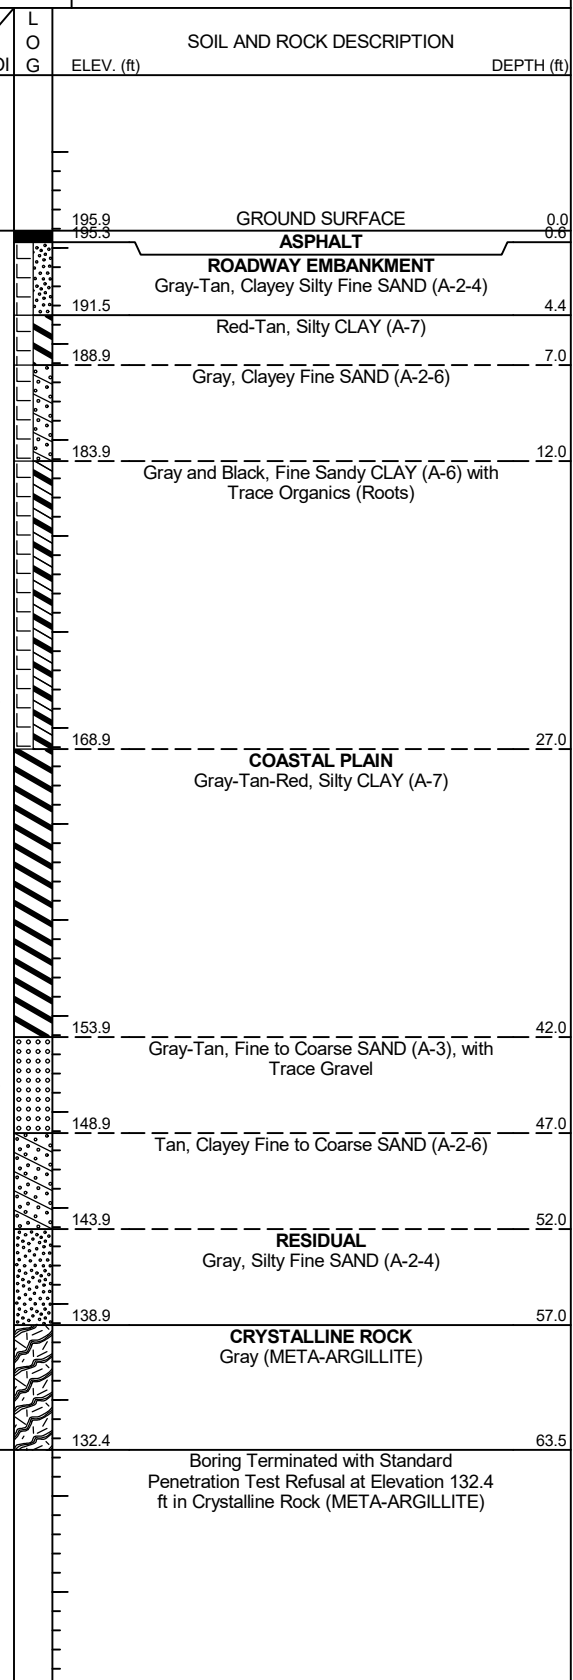 L
O
G
SOIL AND ROCK DESCRIPTION
ELEV. (ft) DEPTH (ft)
195.9 GROUND SURFACE 0.0
195.3 0.6
ASPHALT
ROADWAY EMBANKMENT
Gray-Tan, Clayey Silty Fine SAND (A-2-4)
191.5 4.4
Red-Tan, Silty CLAY (A-7)
188.9 7.0
Gray, Clayey Fine SAND (A-2-6)
183.9 12.0
Gray and Black, Fine Sandy CLAY (A-6) with
Trace Organics (Roots)
168.9 27.0
COASTAL PLAIN
Gray-Tan-Red, Silty CLAY (A-7)
153.9 42.0
Gray-Tan, Fine to Coarse SAND (A-3), with
Trace Gravel
148.9 47.0
Tan, Clayey Fine to Coarse SAND (A-2-6)
143.9 52.0
RESIDUAL
Gray, Silty Fine SAND (A-2-4)
138.9 57.0
CRYSTALLINE ROCK
Gray (META-ARGILLITE)
132.4 63.5
Boring Terminated with Standard
Penetration Test Refusal at Elevation 132.4
ft in Crystalline Rock (META-ARGILLITE)